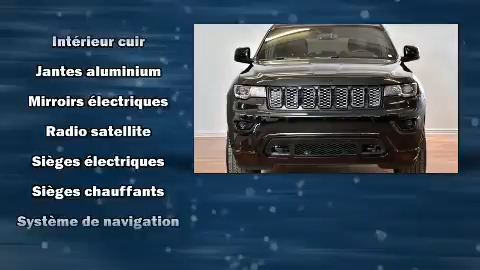 Intérieur cuir
Jantes aluminium
Mirroirs électriques
Radio satellite
Sièges électriques
Sièges chauffants
Système de navigation